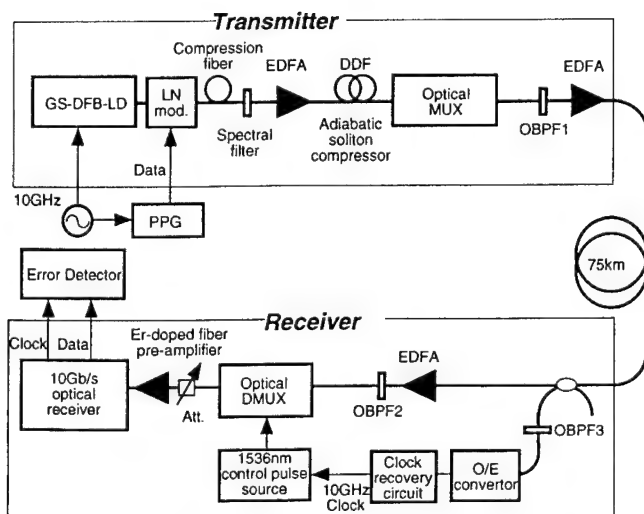 Transmitter
Compression
fiber
EDFA
DDF
EDFA
GS-DFB-LD
LN
mod.
Optical
MUX
Spectral
filter
Adiabatic
soliton
compressor
OBPF1
Data
10GHz
PPG
75km
Error Detector
Receiver
Clock
Data
Er-doped fiber
pre-amplifier
EDFA
10Gb/s
optical
receiver
Att.
Optical
DMUX
OBPF2
OBPF3
1536nm
control pulse
source
10GHz
Clock
Clock
recovery
circuit
O/E
convertor